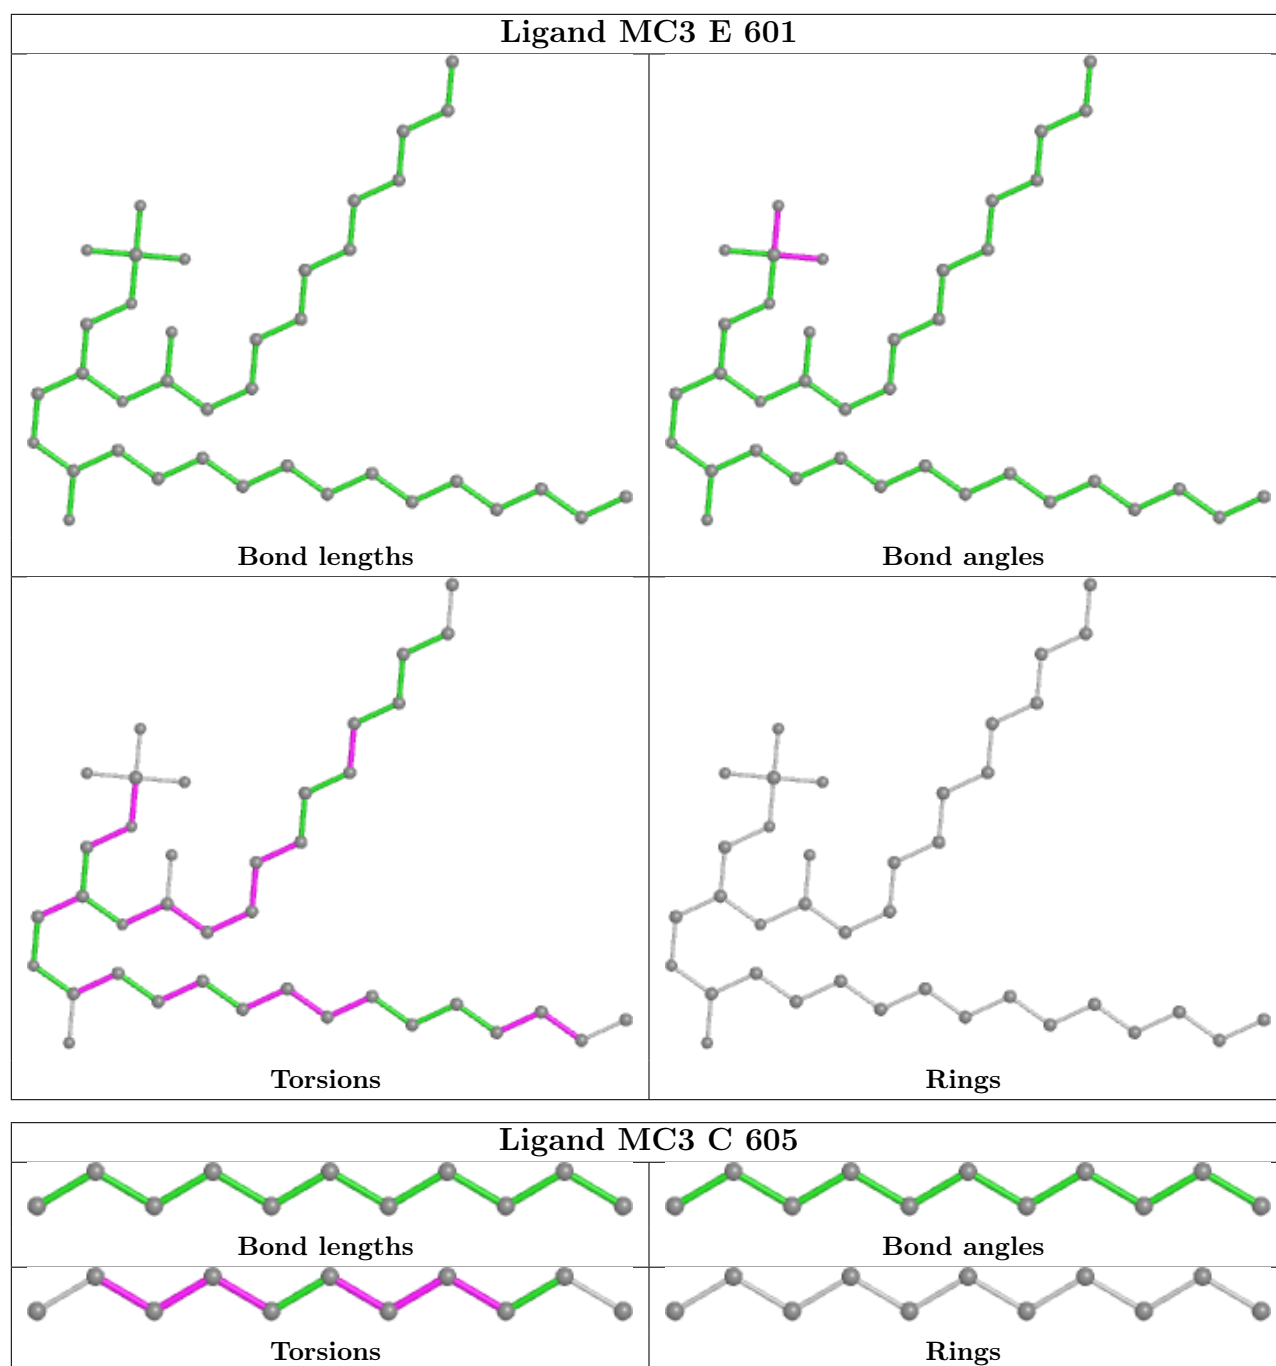 Ligand MC3 E 601
Bond lengths
Bond angles
Torsions
Rings
Ligand MC3 C 605
Bond lengths
Bond angles
Torsions
Rings